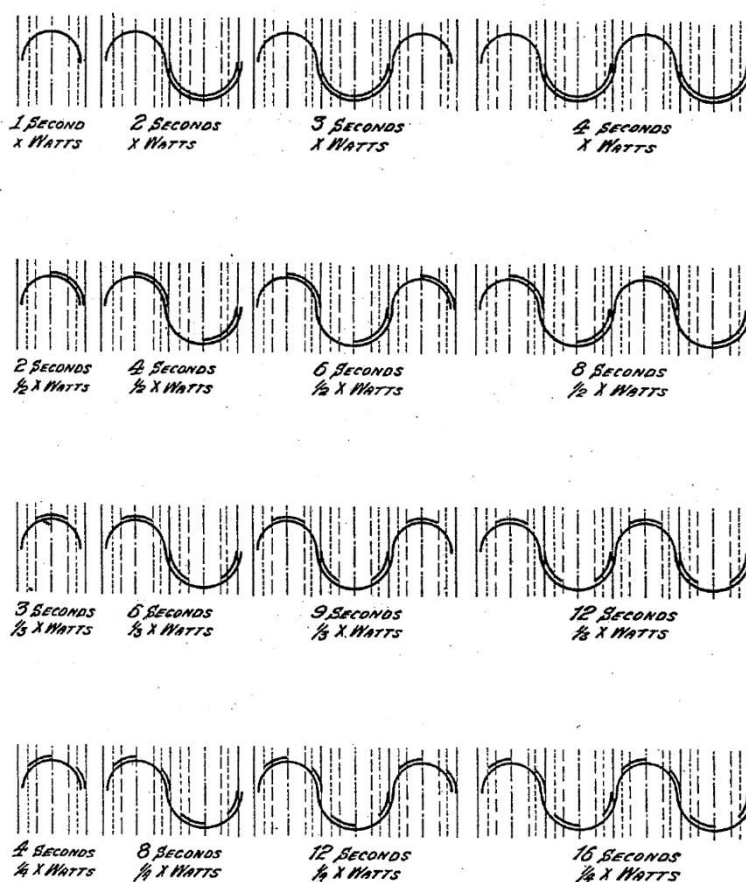 1 SECOND
X WATTS
2 SECONDS
X WATTS
3 SECONDS
X WATTS
4 SECONDS
X WATTS
2 SECONDS
1/2 X WATTS
4 SECONDS
1/2 X WATTS
6 SECONDS
1/2 X WATTS
8 SECONDS
1/2 X WATTS
3 SECONDS
1/3 X WATTS
6 SECONDS
1/3 X WATTS
9 SECONDS
1/3 X WATTS
12 SECONDS
1/3 X WATTS
4 SECONDS
1/4 X WATTS
8 SECONDS
1/4 X WATTS
12 SECONDS
1/4 X WATTS
16 SECONDS
1/4 X WATTS